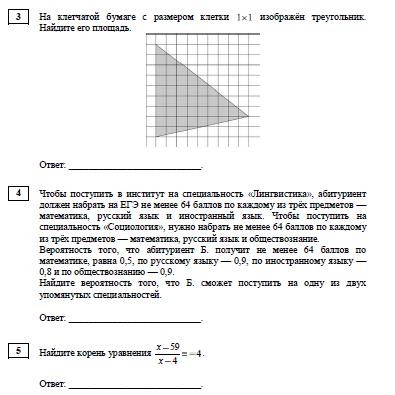 3
На клетчатой бумаге с размером клетки 1×1 изображён треугольник.
Найдите его площадь.
Ответ: ___________________________.
4
Чтобы поступить в институт на специальность «Лингвистика», абитуриент
должен набрать на ЕГЭ не менее 64 баллов по каждому из трёх предметов —
математика, русский язык и иностранный язык. Чтобы поступить на
специальность «Социология», нужно набрать не менее 64 баллов по каждому
из трёх предметов — математика, русский язык и обществознание.
Вероятность того, что абитуриент Б. получит не менее 64 баллов по
математике, равна 0,5, по русскому языку — 0,9, по иностранному языку —
0,8 и по обществознанию — 0,9.
Найдите вероятность того, что Б. сможет поступить на одну из двух
упомянутых специальностей.
Ответ: ___________________________.
5
Найдите корень уравнения (x−59)/(x−4) = −4.
Ответ: ___________________________.